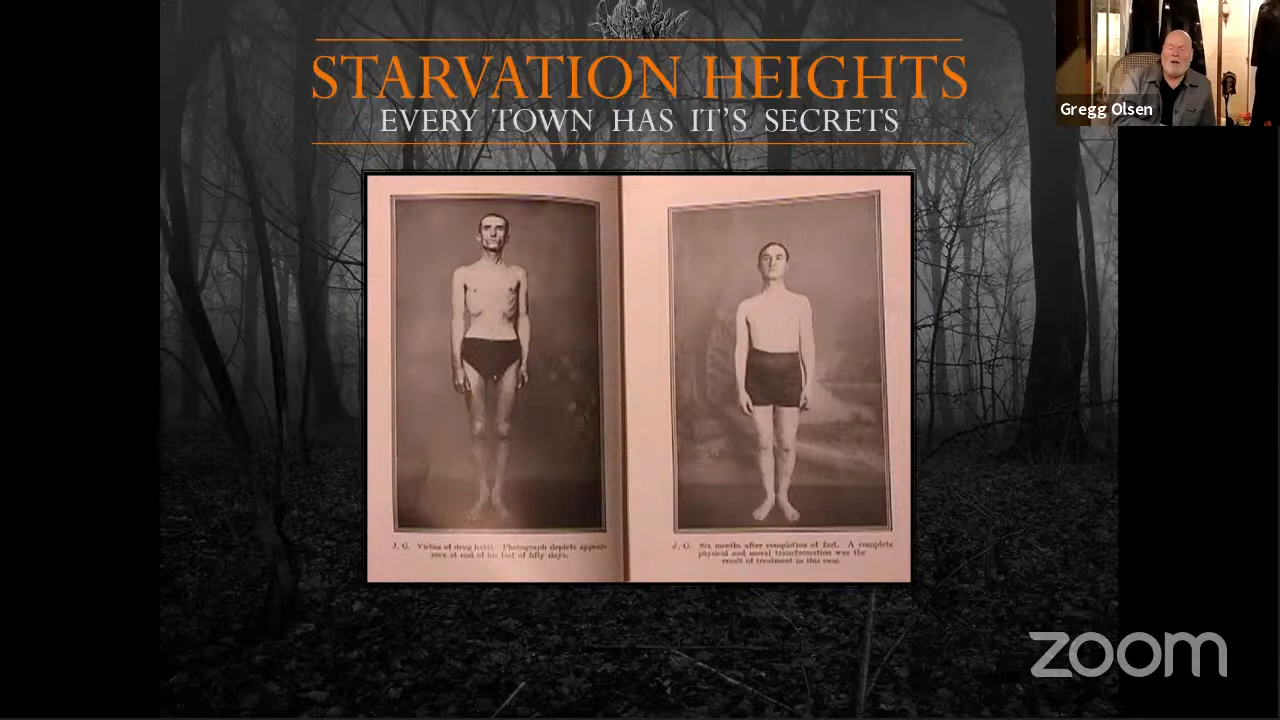 STARVATION HEIGHTS
EVERY TOWN HAS IT'S SECRETS
Gregg Olsen
J. G. Victim of drug habit. Photograph depicts appear-
ance at end of his fast of fifty days.
J. G. Six months after completion of fast. A complete
physical and moral transformation was the
result of treatment in this case.
zoom